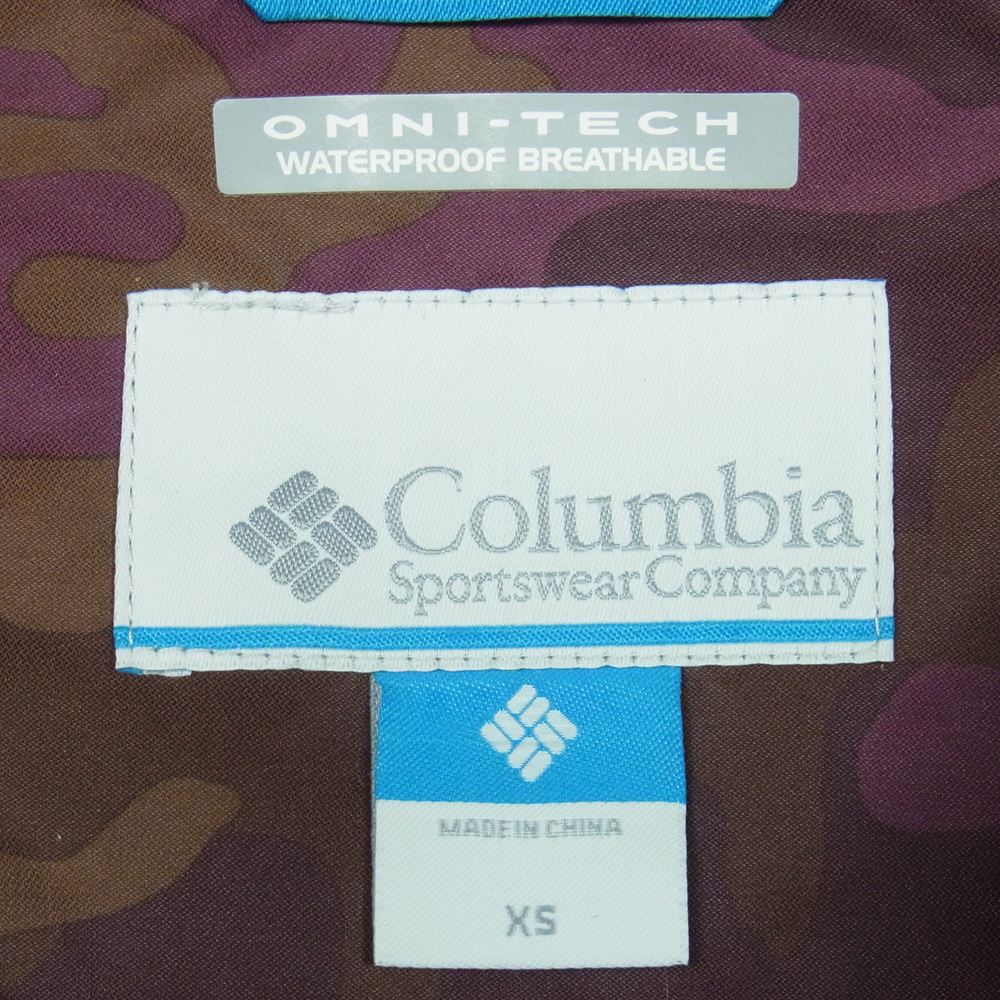 OMNI-TECH
WATERPROOF BREATHABLE
Columbia
Sportswear Company
MADE IN CHINA
XS